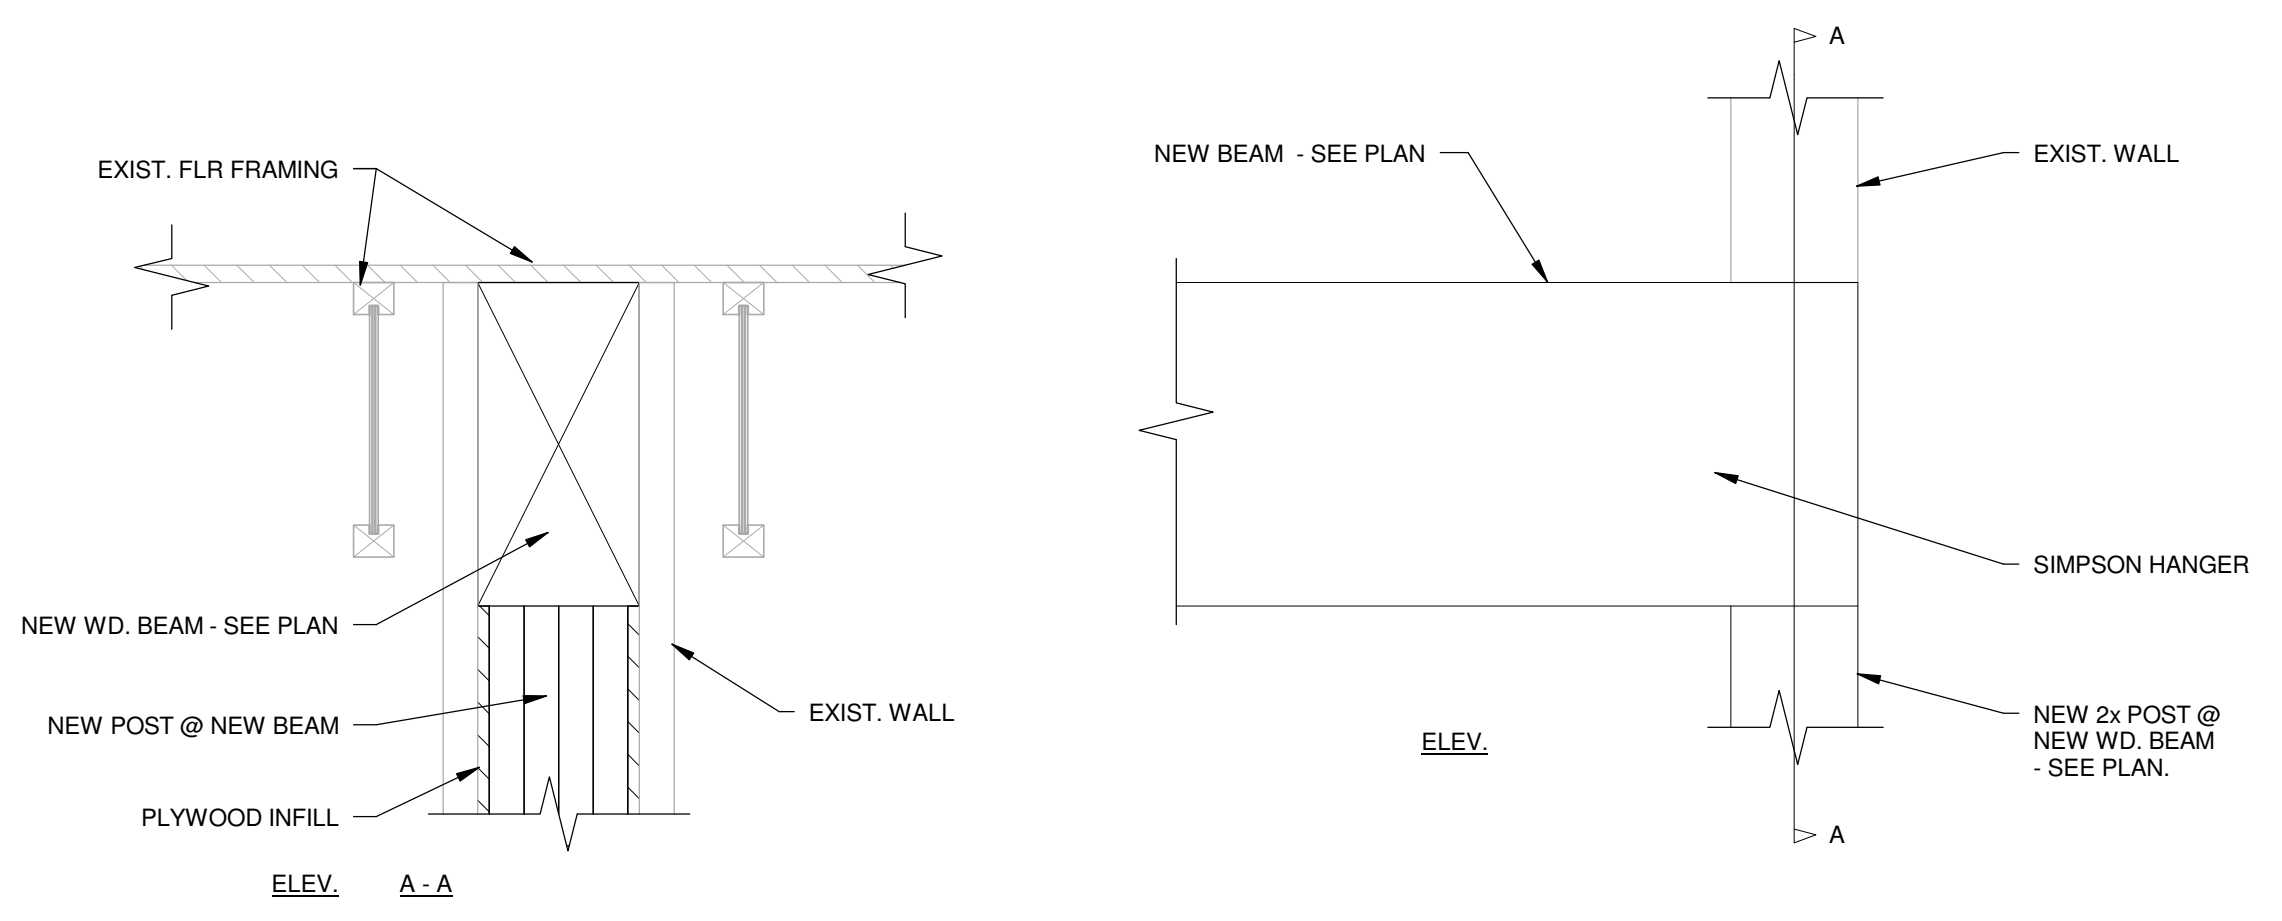 EXIST. FLR FRAMING
NEW WD. BEAM - SEE PLAN
NEW POST @ NEW BEAM
PLYWOOD INFILL
EXIST. WALL
ELEV. A - A
A
NEW BEAM - SEE PLAN
EXIST. WALL
SIMPSON HANGER
NEW 2x POST @
NEW WD. BEAM
- SEE PLAN.
ELEV.
A